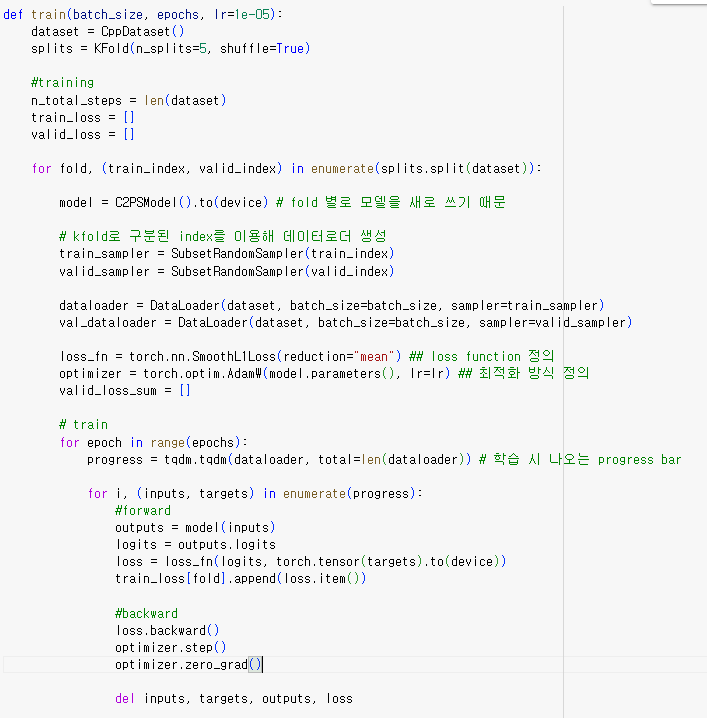 def train(batch_size, epochs, lr=1e-05):
    dataset = CppDataset()
    splits = KFold(n_splits=5, shuffle=True)

    #training
    n_total_steps = len(dataset)
    train_loss = []
    valid_loss = []

    for fold, (train_index, valid_index) in enumerate(splits.split(dataset)):

        model = C2PSModel().to(device) # fold 별로 모델을 새로 쓰기 때문

        # kfold로 구분된 index를 이용해 데이터로더 생성
        train_sampler = SubsetRandomSampler(train_index)
        valid_sampler = SubsetRandomSampler(valid_index)

        dataloader = DataLoader(dataset, batch_size=batch_size, sampler=train_sampler)
        val_dataloader = DataLoader(dataset, batch_size=batch_size, sampler=valid_sampler)

        loss_fn = torch.nn.SmoothL1Loss(reduction="mean") ## loss function 정의
        optimizer = torch.optim.AdamW(model.parameters(), lr=lr) ## 최적화 방식 정의
        valid_loss_sum = []

        # train
        for epoch in range(epochs):
            progress = tqdm.tqdm(dataloader, total=len(dataloader)) # 학습 시 나오는 progress bar

            for i, (inputs, targets) in enumerate(progress):
                #forward
                outputs = model(inputs)
                logits = outputs.logits
                loss = loss_fn(logits, torch.tensor(targets).to(device))
                train_loss[fold].append(loss.item())

                #backward
                loss.backward()
                optimizer.step()
                optimizer.zero_grad()

                del inputs, targets, outputs, loss